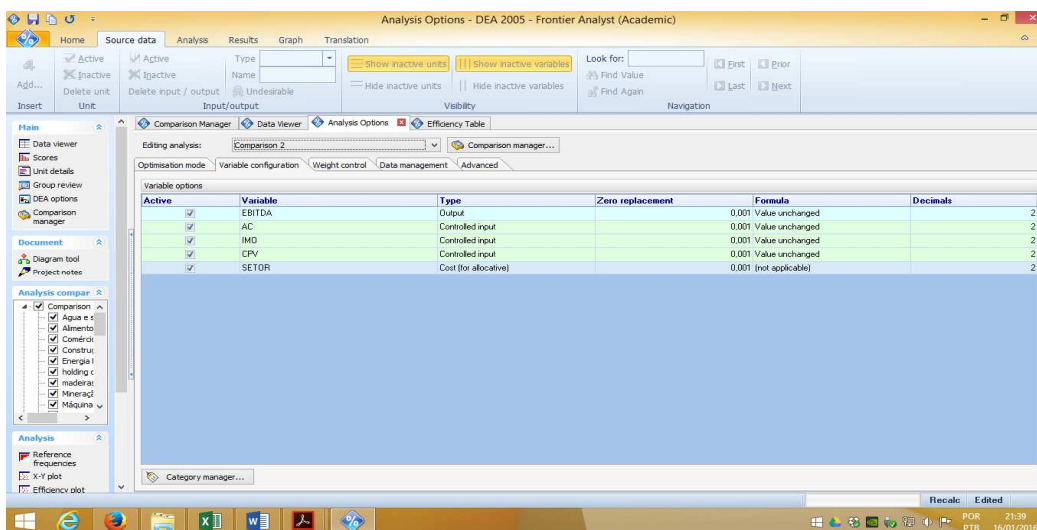 Analysis Options - DEA 2005 - Frontier Analyst (Academic)
Home Source data Analysis Results Graph Translation
Add...
Insert
Active
Inactive
Delete unit
Unit
Active
Inactive
Delete input / output
Type
Name
Undesirable
Input/output
Show inactive units Show inactive variables
Hide inactive units Hide inactive variables
Visibility
Look for:
Find Value
Find Again
First Prior
Last Next
Navigation
Main
Data viewer
Scores
Unit details
Group review
DEA options
Comparison
manager
Document
Diagram tool
Project notes
Analysis compar
Comparison
Agua e s
Alimento
Comérci
Constru
Energia
holding c
madeira
Mineraçã
Máquina
Analysis
Reference
frequencies
X-Y plot
Efficiency plot
Comparison Manager Data Viewer Analysis Options Efficiency Table
Editing analysis: Comparison 2 Comparison manager...
Optimisation mode Variable configuration Weight control Data management Advanced
Variable options
Active Variable Type Zero replacement Formula Decimals
EBITDA Output 0,001 Value unchanged 2
AC Controlled input 0,001 Value unchanged 2
IMO Controlled input 0,001 Value unchanged 2
CPV Controlled input 0,001 Value unchanged 2
SETOR Cost (for allocative) 0,001 (not applicable) 2
Category manager...
Recalc Edited
POR 21:39
PTB 16/01/2016